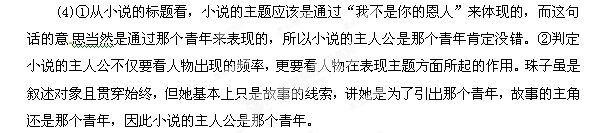 (4)①从小说的标题看，小说的主题应该是通过“我不是你的恩人”来体现的，而这句
话的意思当然是通过那个青年来表现的，所以小说的主人公是那个青年肯定没错。②判定
小说的主人公不仅要看人物出现的频率，更要看人物在表现主题方面所起的作用。珠子虽是
叙述对象且贯穿始终，但她基本上只是故事的线索，讲她是为了引出那个青年，故事的主角
还是那个青年，因此小说的主人公是那个青年。